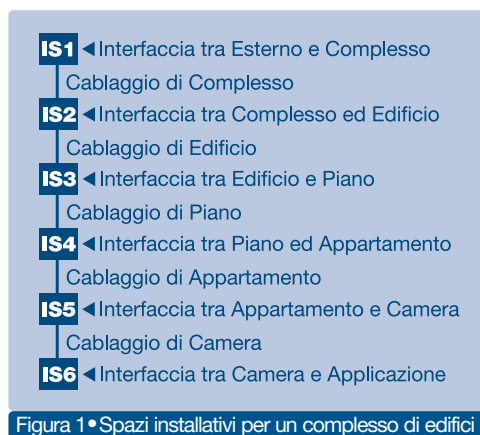 IS1 ◄Interfaccia tra Esterno e Complesso
Cablaggio di Complesso
IS2 ◄Interfaccia tra Complesso ed Edificio
Cablaggio di Edificio
IS3 ◄Interfaccia tra Edificio e Piano
Cablaggio di Piano
IS4 ◄Interfaccia tra Piano ed Appartamento
Cablaggio di Appartamento
IS5 ◄Interfaccia tra Appartamento e Camera
Cablaggio di Camera
IS6 ◄Interfaccia tra Camera e Applicazione
Figura 1•Spazi installativi per un complesso di edifici